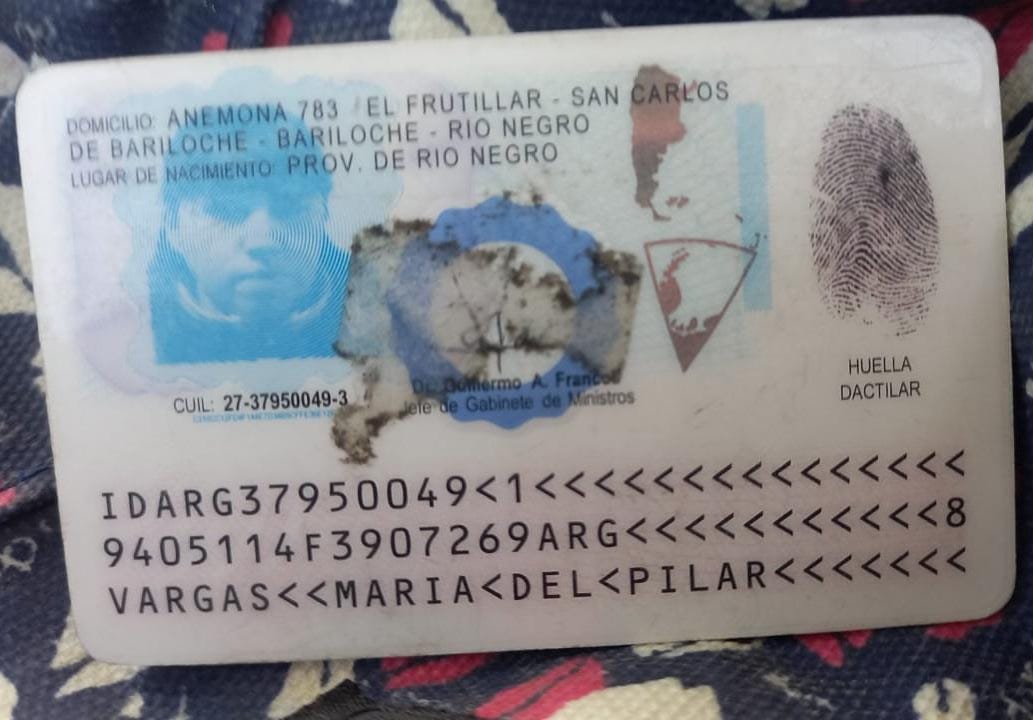 DOMICILIO: ANEMONA 783 EL FRUTILLAR - SAN CARLOS
DE BARILOCHE - BARILOCHE - RIO NEGRO
LUGAR DE NACIMIENTO: PROV. DE RIO NEGRO
CUIL: 27-37950049-3
Dr. Guillermo A. Francos
Jefe de Gabinete de Ministros
HUELLA
DACTILAR
IDARG37950049<1<<<<<<<<<<<<<<<
9405114F3907269ARG<<<<<<<<<<<8
VARGAS<<MARIA<DEL<PILAR<<<<<<<